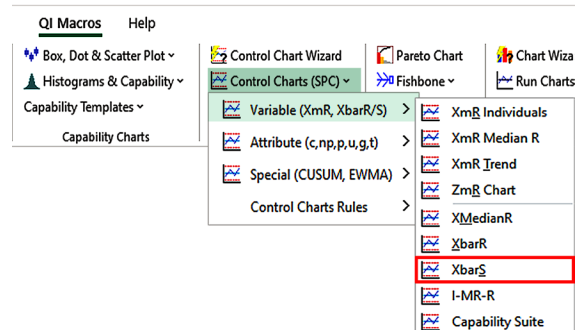 QI Macros Help
Box, Dot & Scatter Plot Control Chart Wizard Pareto Chart Chart Wiza
Histograms & Capability Control Charts (SPC) Fishbone Run Charts
Capability Templates
Capability Charts
Variable (XmR, XbarR/S)
Attribute (c,np,p,u,g,t)
Special (CUSUM, EWMA)
Control Charts Rules
XmR Individuals
XmR Median R
XmR Trend
ZmR Chart
XMedianR
XbarR
XbarS
I-MR-R
Capability Suite